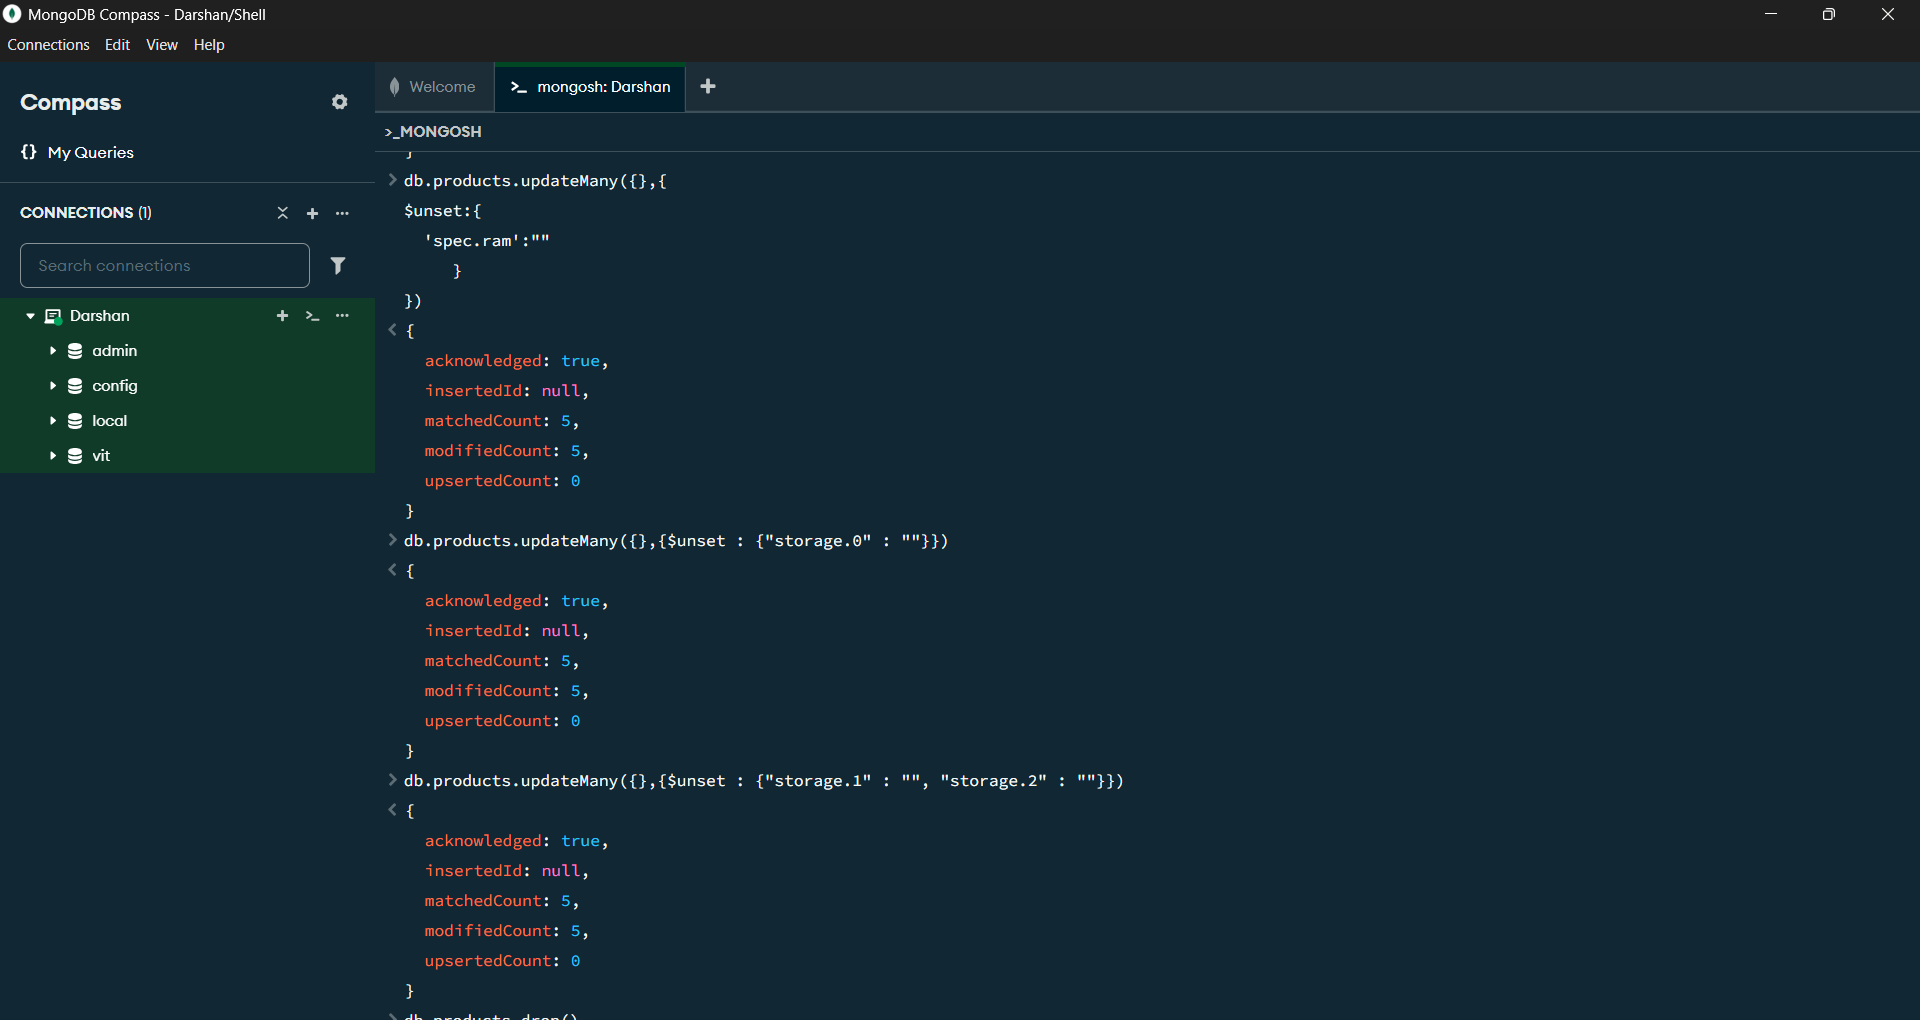 MongoDB Compass - Darshan/Shell
Connections Edit View Help
Compass
{} My Queries
CONNECTIONS (1)
Search connections
Darshan
admin
config
local
vit
Welcome
>_ mongosh: Darshan
>_MONGOSH
}
> db.products.updateMany({},{
$unset:{
'spec.ram':""
}
})
< {
acknowledged: true,
insertedId: null,
matchedCount: 5,
modifiedCount: 5,
upsertedCount: 0
}
> db.products.updateMany({},{$unset : {"storage.0" : ""}})
< {
acknowledged: true,
insertedId: null,
matchedCount: 5,
modifiedCount: 5,
upsertedCount: 0
}
> db.products.updateMany({},{$unset : {"storage.1" : "", "storage.2" : ""}})
< {
acknowledged: true,
insertedId: null,
matchedCount: 5,
modifiedCount: 5,
upsertedCount: 0
}
> db.products.drop()